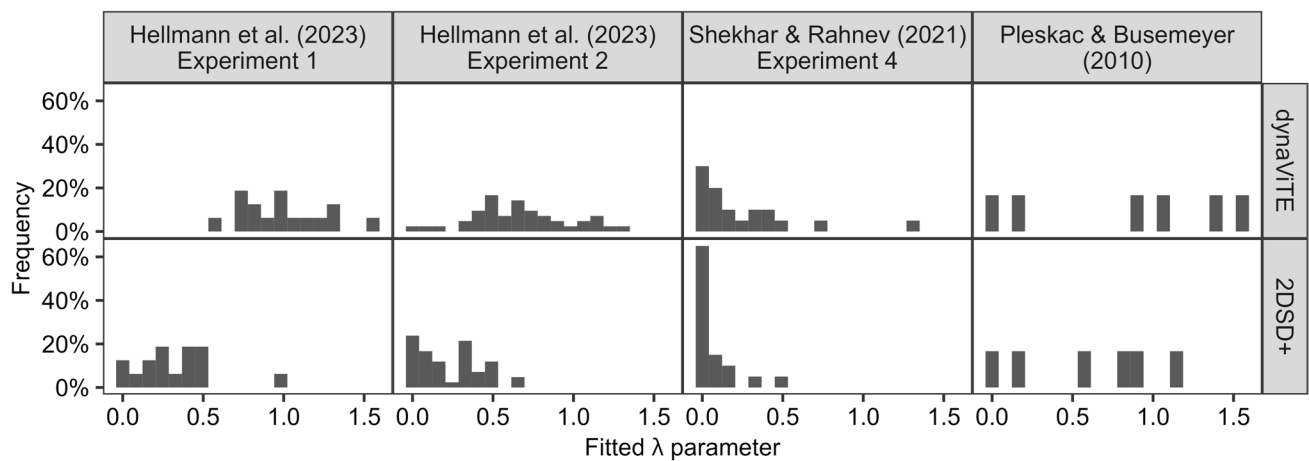 Hellmann et al. (2023)
Experiment 1
Hellmann et al. (2023)
Experiment 2
Shekhar & Rahnev (2021)
Experiment 4
Pleskac & Busemeyer
(2010)
Frequency
60%
40%
20%
0%
dynaViTE
60%
40%
20%
0%
2DSD+
0.0 0.5 1.0 1.5
0.0 0.5 1.0 1.5
0.0 0.5 1.0 1.5
0.0 0.5 1.0 1.5
Fitted λ parameter